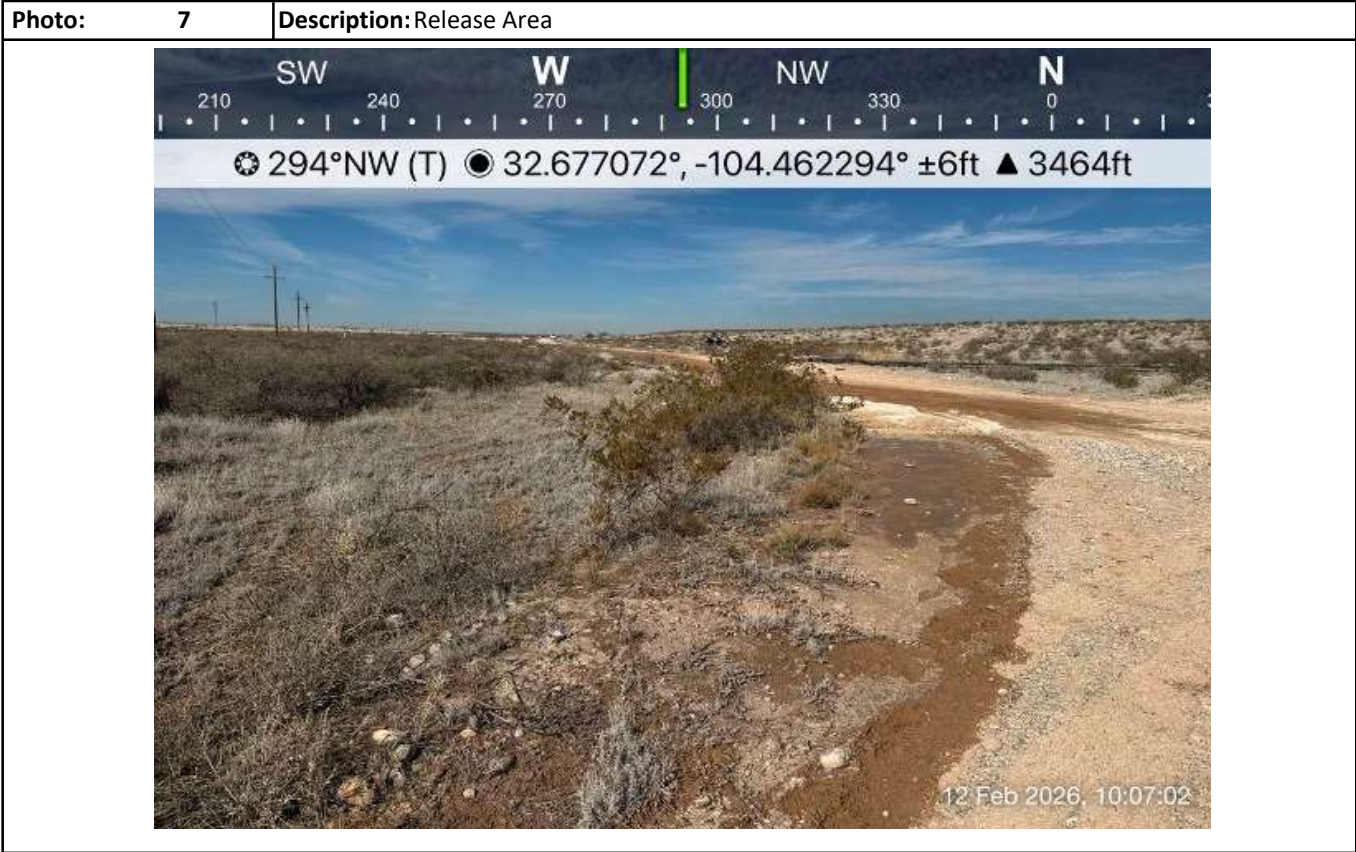 Photo: 7 Description: Release Area
SW W NW N
210 240 270 300 330 0
294°NW (T) 32.677072°, -104.462294° ±6ft ▲ 3464ft
12 Feb 2026, 10:07:02